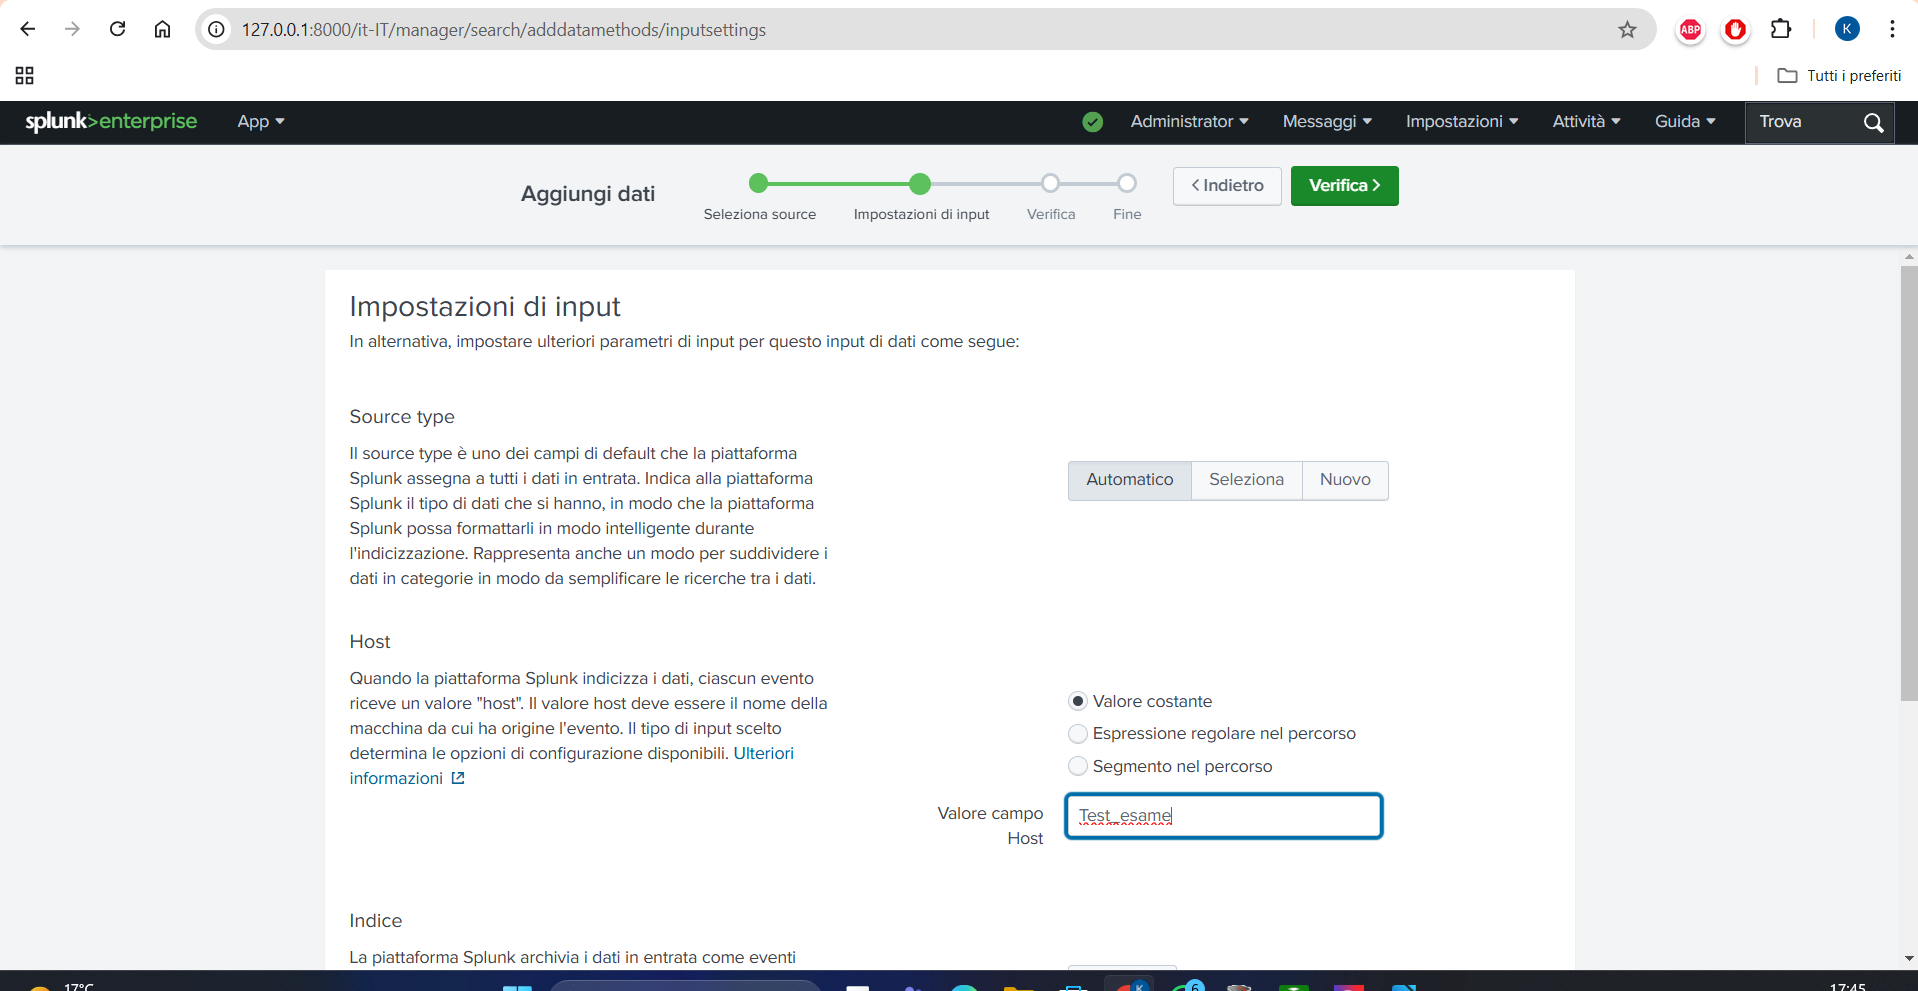 127.0.0.1:8000/it-IT/manager/search/adddatamethods/inputsettings
ABP
K
Tutti i preferiti
splunk>enterprise
App
Administrator
Messaggi
Impostazioni
Attività
Guida
Trova
Aggiungi dati
Seleziona source
Impostazioni di input
Verifica
Fine
< Indietro
Verifica >
Impostazioni di input
In alternativa, impostare ulteriori parametri di input per questo input di dati come segue:
Source type
Il source type è uno dei campi di default che la piattaforma
Splunk assegna a tutti i dati in entrata. Indica alla piattaforma
Splunk il tipo di dati che si hanno, in modo che la piattaforma
Splunk possa formattarli in modo intelligente durante
l'indicizzazione. Rappresenta anche un modo per suddividere i
dati in categorie in modo da semplificare le ricerche tra i dati.
Automatico
Seleziona
Nuovo
Host
Quando la piattaforma Splunk indicizza i dati, ciascun evento
riceve un valore "host". Il valore host deve essere il nome della
macchina da cui ha origine l'evento. Il tipo di input scelto
determina le opzioni di configurazione disponibili. Ulteriori
informazioni
Valore costante
Espressione regolare nel percorso
Segmento nel percorso
Valore campo
Host
Test_esame
Indice
La piattaforma Splunk archivia i dati in entrata come eventi
17°C
K
6
17:45